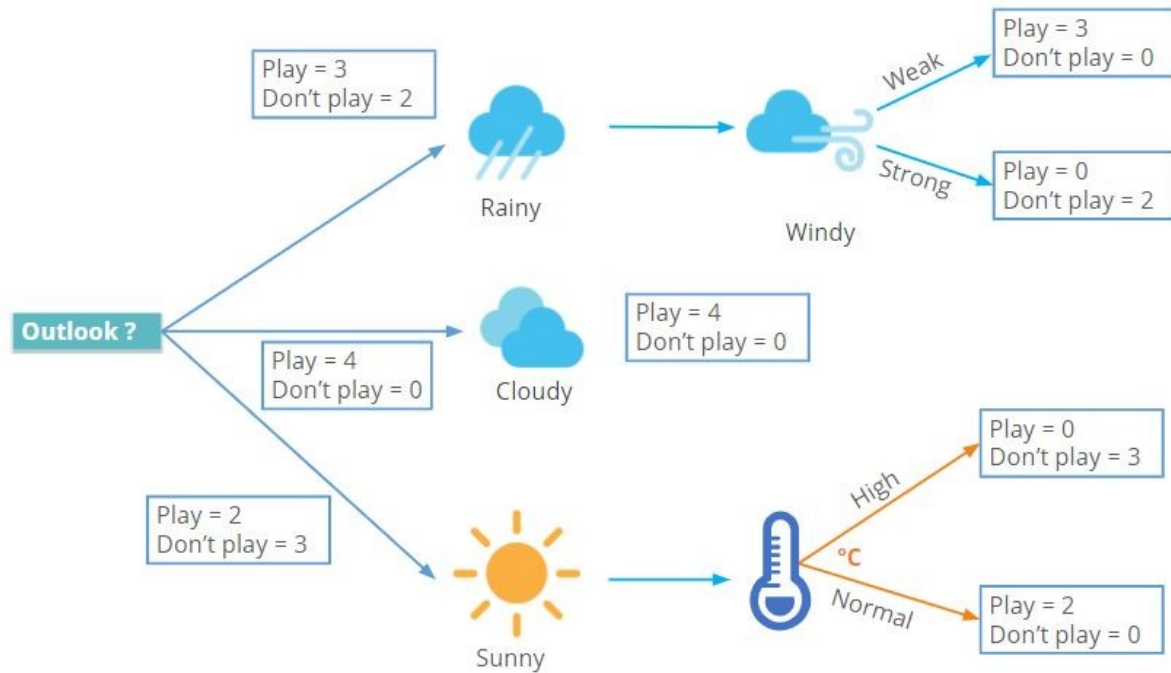 Play = 3
Don't play = 2
Rainy
Weak
Strong
Windy
Play = 3
Don't play = 0
Play = 0
Don't play = 2
Outlook ?
Play = 4
Don't play = 0
Cloudy
Play = 4
Don't play = 0
Play = 2
Don't play = 3
Sunny
°C
High
Normal
Play = 0
Don't play = 3
Play = 2
Don't play = 0